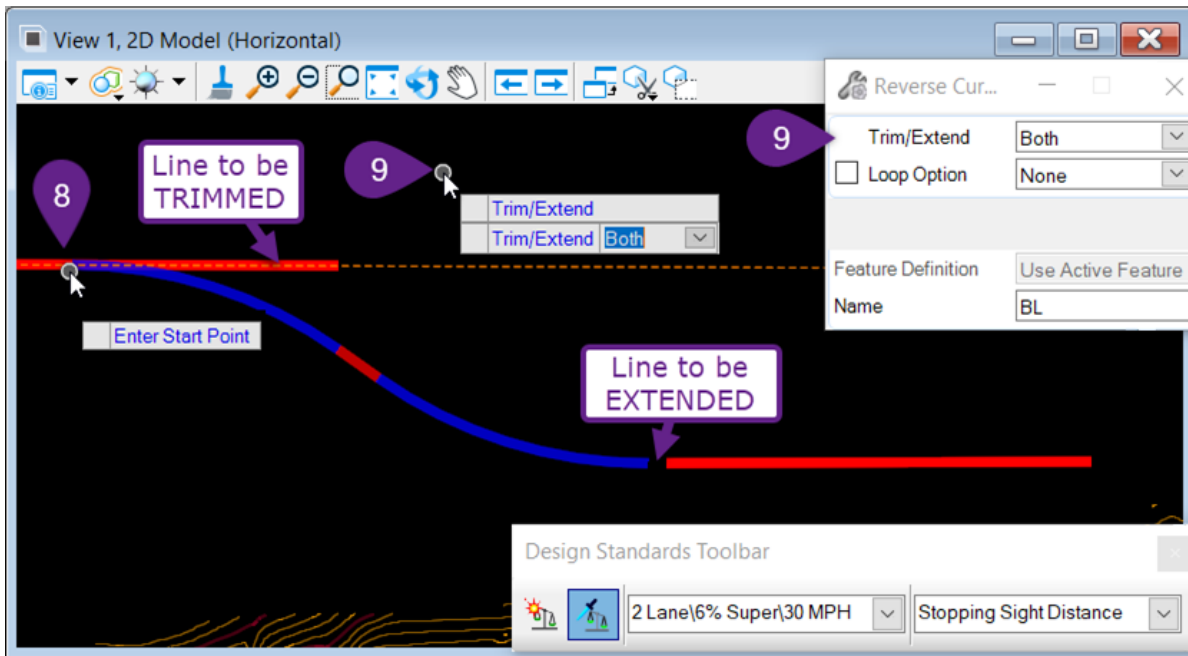 View 1, 2D Model (Horizontal)
Reverse Cur...
9
Trim/Extend
Both
Loop Option
None
Feature Definition
Use Active Feature
Name
BL
8
Line to be
TRIMMED
9
Trim/Extend
Trim/Extend
Both
Enter Start Point
Line to be
EXTENDED
Design Standards Toolbar
2 Lane\6% Super\30 MPH
Stopping Sight Distance